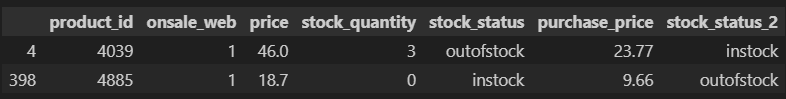 product_id onsale_web price stock_quantity stock_status purchase_price stock_status_2
4 4039 1 46.0 3 outofstock 23.77 instock
398 4885 1 18.7 0 instock 9.66 outofstock